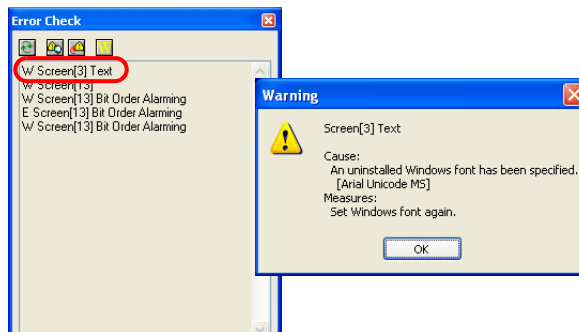 Error Check
W Screen[3] Text
W Screen[13]
W Screen[13] Bit Order Alarming
E Screen[13] Bit Order Alarming
W Screen[13] Bit Order Alarming
Warning
Screen[3] Text
Cause:
An uninstalled Windows font has been specified.
[Arial Unicode MS]
Measures:
Set Windows font again.
OK